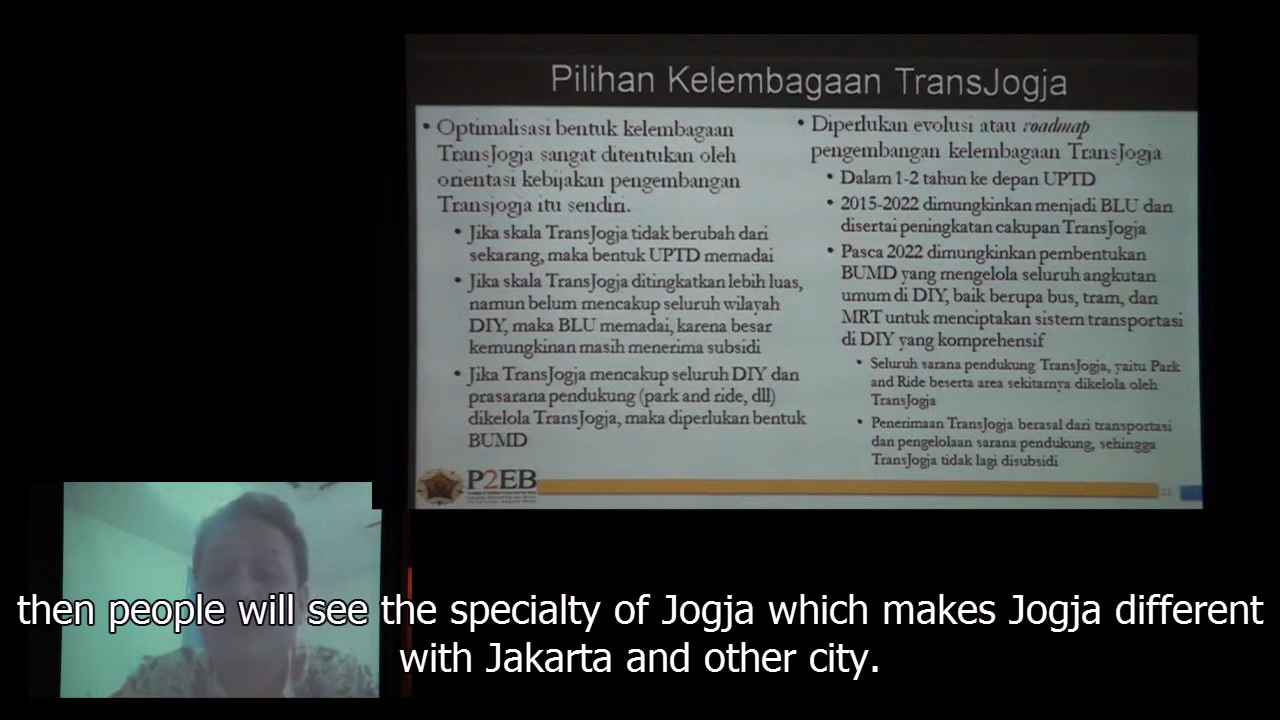 Pilihan Kelembagaan TransJogja
• Optimalisasi bentuk kelembagaan
TransJogja sangat ditentukan oleh
orientasi kebijakan pengembangan
Transjogja itu sendiri.
• Jika skala TransJogja tidak berubah dari
sekarang, maka bentuk UPTD memadai
• Jika skala TransJogja ditingkatkan lebih luas,
namun belum mencakup seluruh wilayah
DIY, maka BLU memadai, karena besar
kemungkinan masih menerima subsidi
• Jika TransJogja mencakup seluruh DIY dan
prasarana pendukung (park and ride, dll)
dikelola TransJogja, maka diperlukan bentuk
BUMD
• Diperlukan evolusi atau roadmap
pengembangan kelembagaan TransJogja
• Dalam 1-2 tahun ke depan UPTD
• 2015-2022 dimungkinkan menjadi BLU dan
disertai peningkatan cakupan TransJogja
• Pasca 2022 dimungkinkan pembentukan
BUMD yang mengelola seluruh angkutan
umum di DIY, baik berupa bus, tram, dan
MRT untuk menciptakan sistem transportasi
di DIY yang komprehensif
• Seluruh sarana pendukung TransJogja, yaitu Park
and Ride beserta area sekitarnya dikelola oleh
TransJogja
• Penerimaan TransJogja berasal dari transportasi
dan pengelolaan sarana pendukung, sehingga
TransJogja tidak lagi disubsidi
P2EB
then people will see the specialty of Jogja which makes Jogja different
with Jakarta and other city.